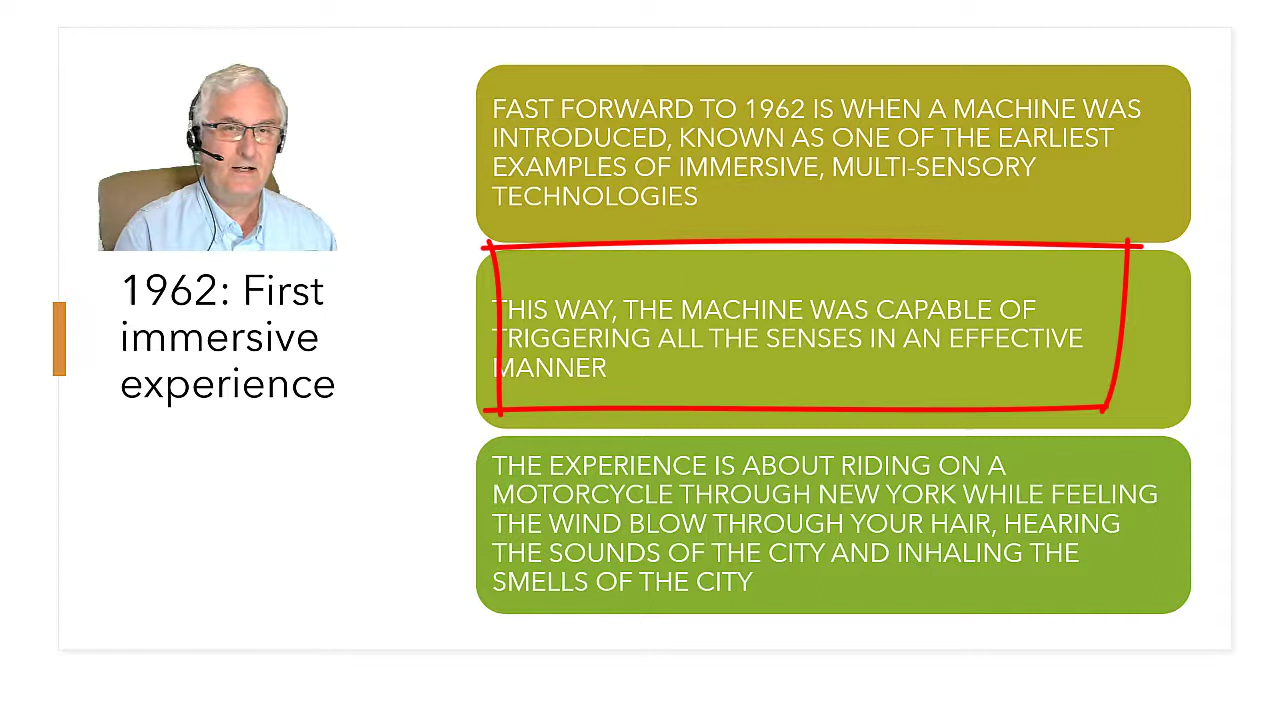 1962: First
immersive
experience
FAST FORWARD TO 1962 IS WHEN A MACHINE WAS
INTRODUCED, KNOWN AS ONE OF THE EARLIEST
EXAMPLES OF IMMERSIVE, MULTI-SENSORY
TECHNOLOGIES
THIS WAY, THE MACHINE WAS CAPABLE OF
TRIGGERING ALL THE SENSES IN AN EFFECTIVE
MANNER
THE EXPERIENCE IS ABOUT RIDING ON A
MOTORCYCLE THROUGH NEW YORK WHILE FEELING
THE WIND BLOW THROUGH YOUR HAIR, HEARING
THE SOUNDS OF THE CITY AND INHALING THE
SMELLS OF THE CITY